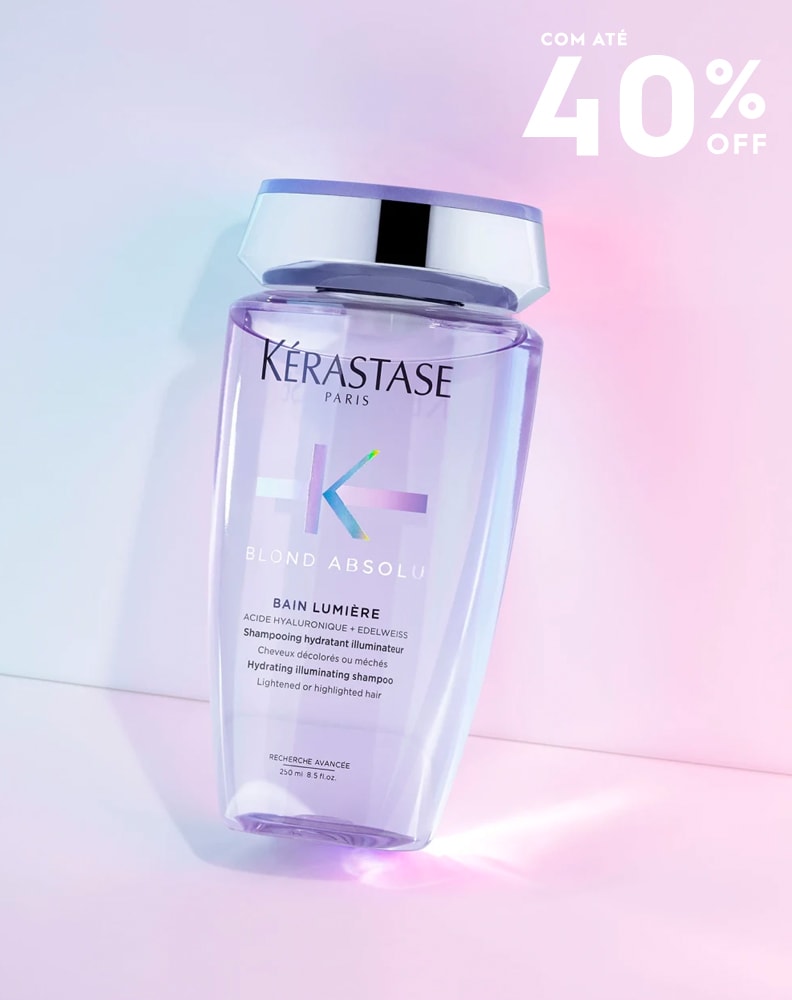 COM ATÉ
40%
OFF
KÉRASTASE
PARIS
K
BLOND ABSOLU
BAIN LUMIÈRE
ACIDE HYALURONIQUE + EDELWEISS
Shampooing hydratant illuminateur
Cheveux décolorés ou méchés
Hydrating illuminating shampoo
Lightened or highlighted hair
RECHERCHE AVANCÉE
250 ml 8.5 fl.oz.